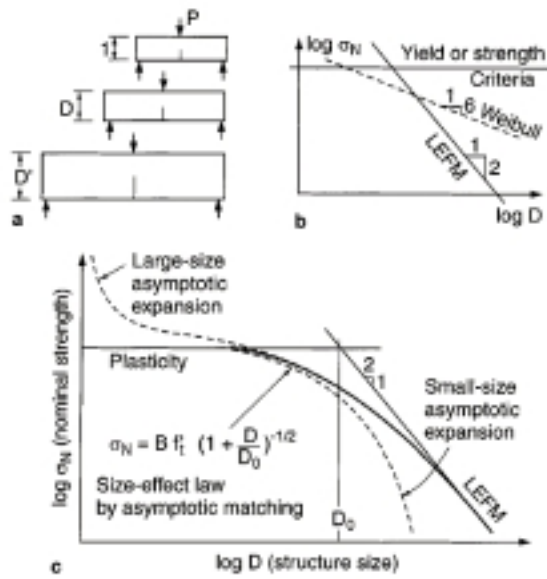 P
1
D
D'
a
log σN
Yield or strength
Criteria
1
6
Weibull
LEFM
1
2
log D
b
Large-size
asymptotic
expansion
Plasticity
2
1
Small-size
asymptotic
expansion
σN = B f't (1 + D/D0)^-1/2
Size-effect law
by asymptotic matching
D0
LEFM
log σN (nominal strength)
log D (structure size)
c